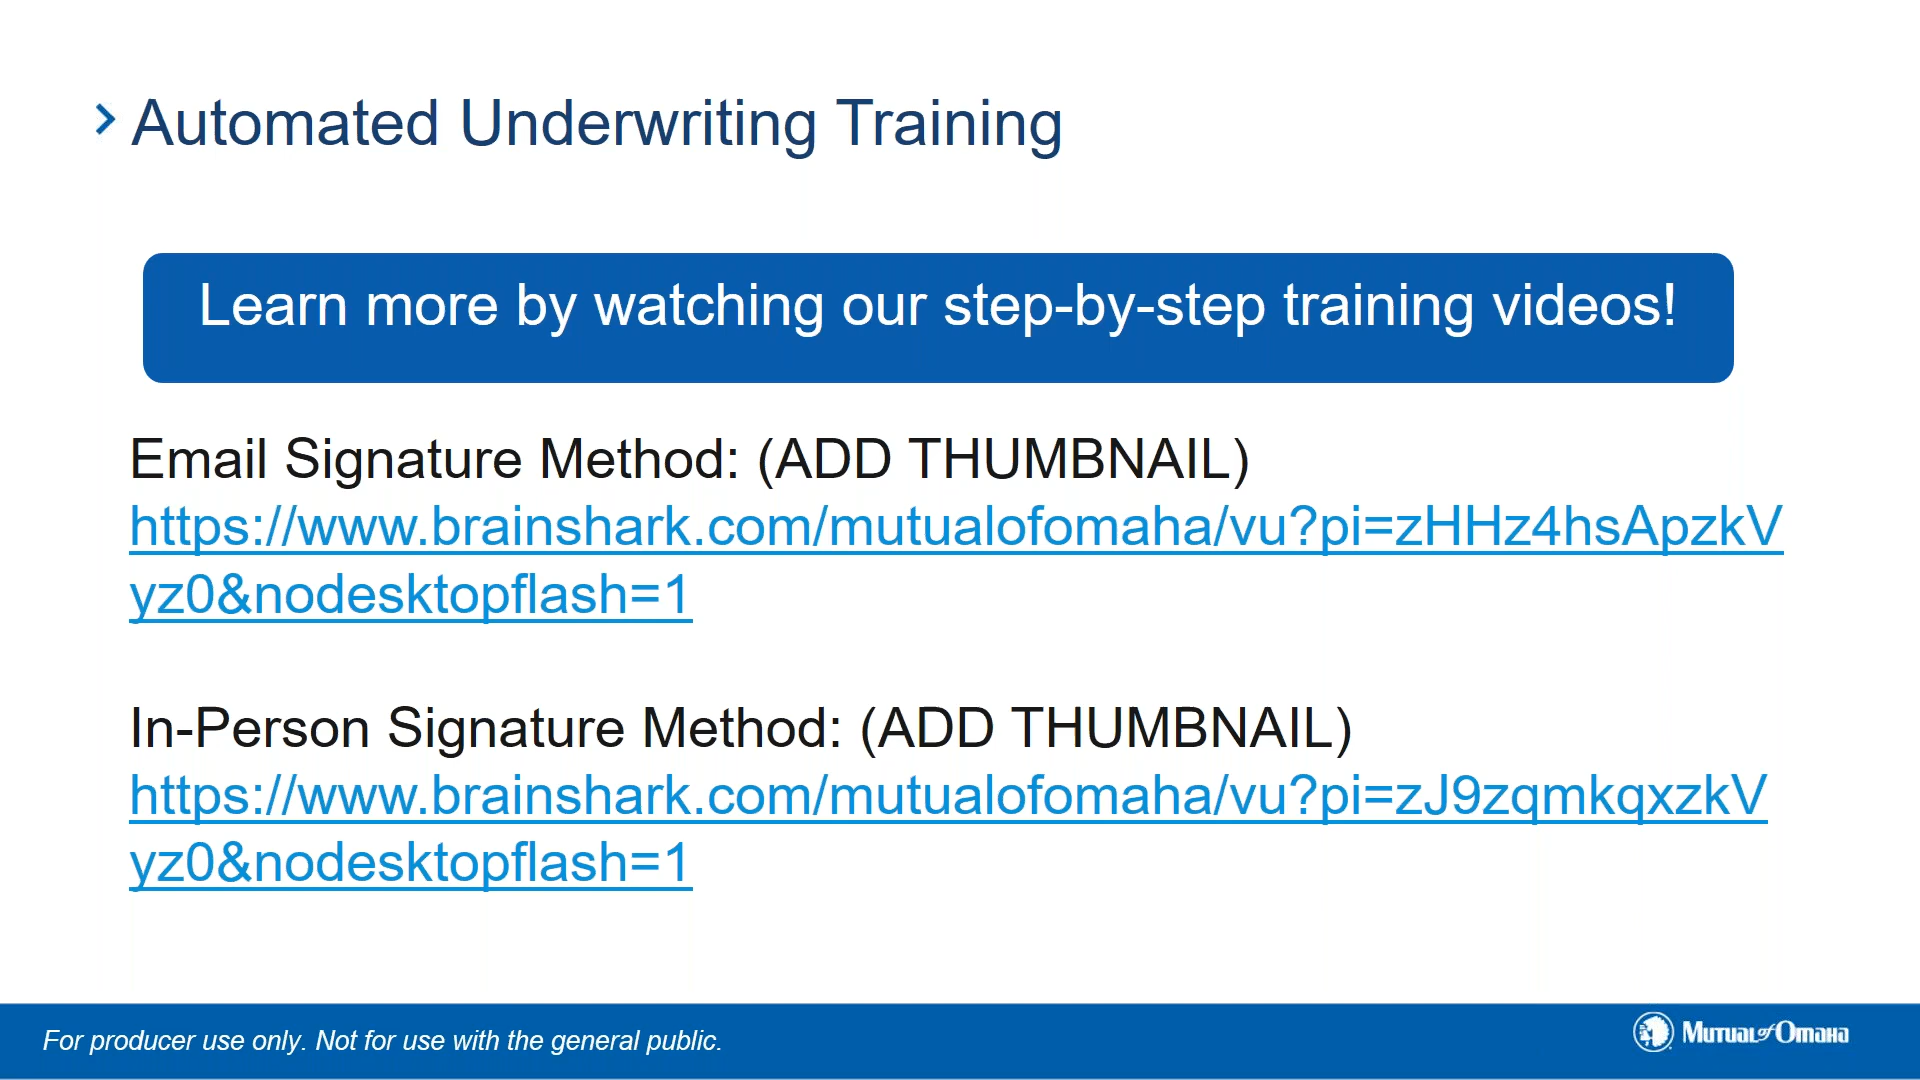 Automated Underwriting Training
Learn more by watching our step-by-step training videos!
Email Signature Method: (ADD THUMBNAIL)
https://www.brainshark.com/mutualofomaha/vu?pi=zHHz4hsApzkV
yz0&nodesktopflash=1
In-Person Signature Method: (ADD THUMBNAIL)
https://www.brainshark.com/mutualofomaha/vu?pi=zJ9zqmkqxzkV
yz0&nodesktopflash=1
For producer use only. Not for use with the general public.
Mutual of Omaha